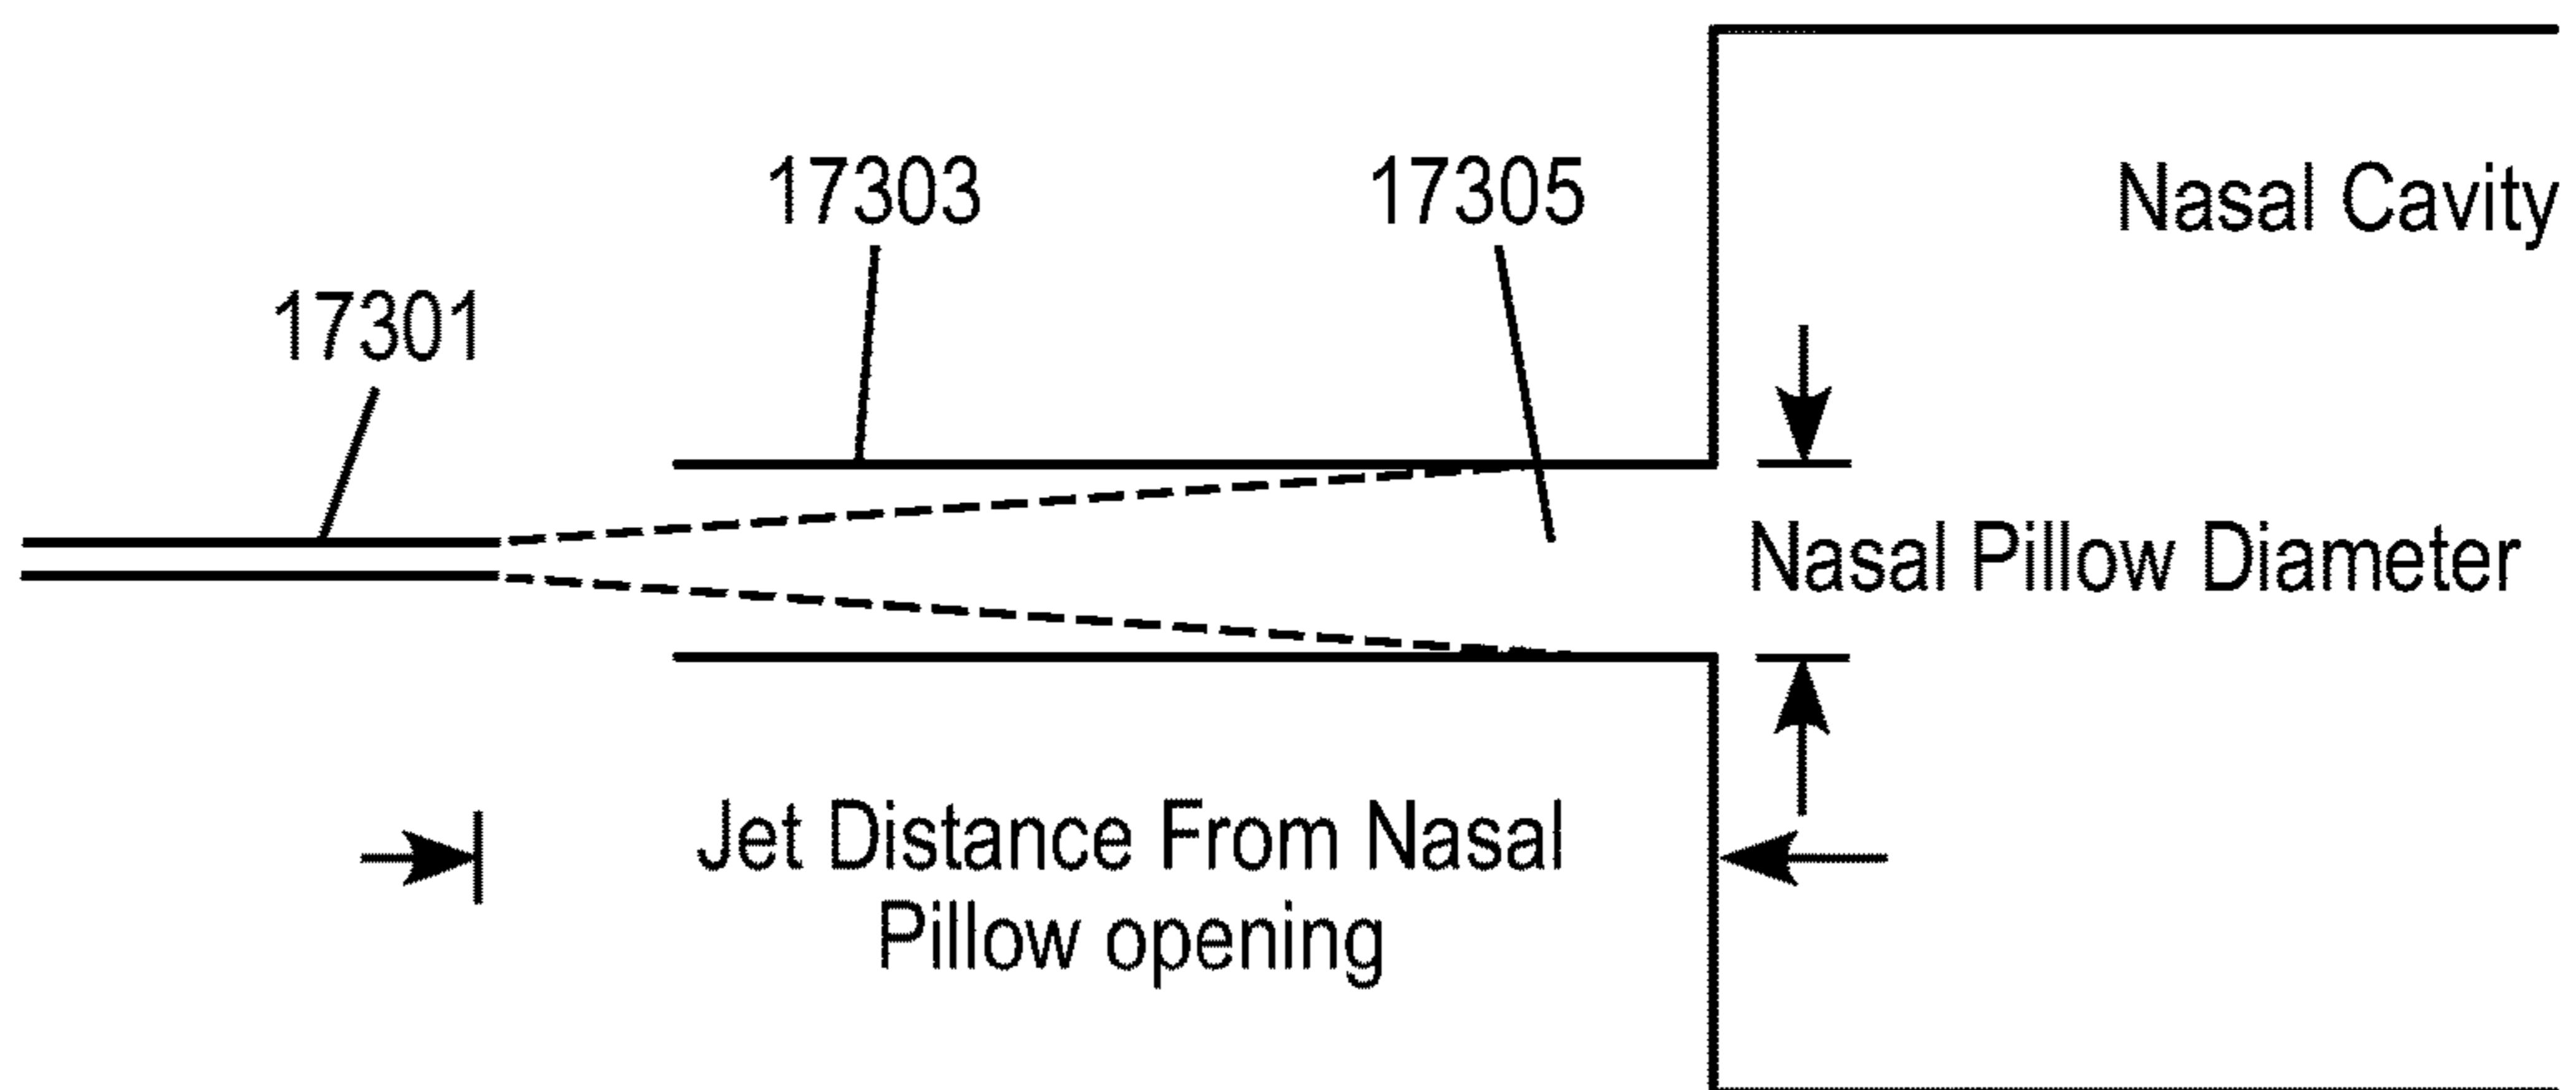 17303
17305
Nasal Cavity
17301
Nasal Pillow Diameter
Jet Distance From Nasal
Pillow opening